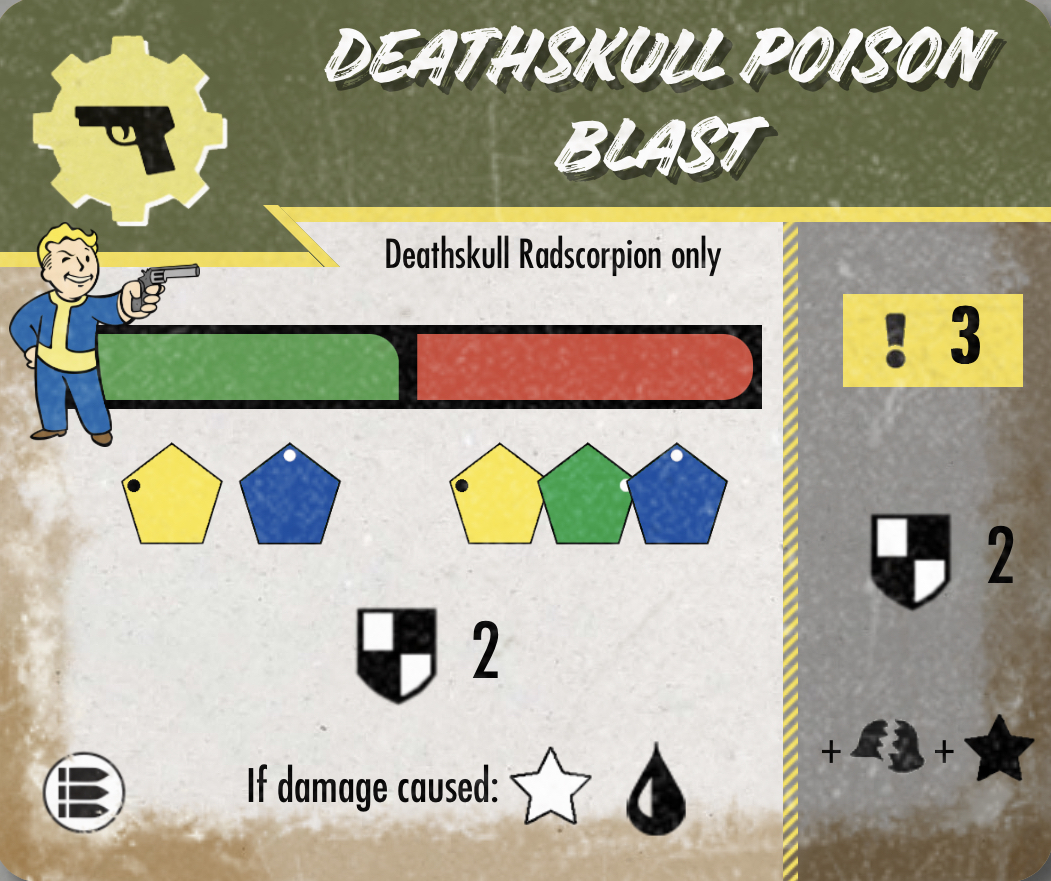 DEATHSKULL POISON
BLAST
Deathskull Radscorpion only
! 3
2
2
If damage caused:
+ +